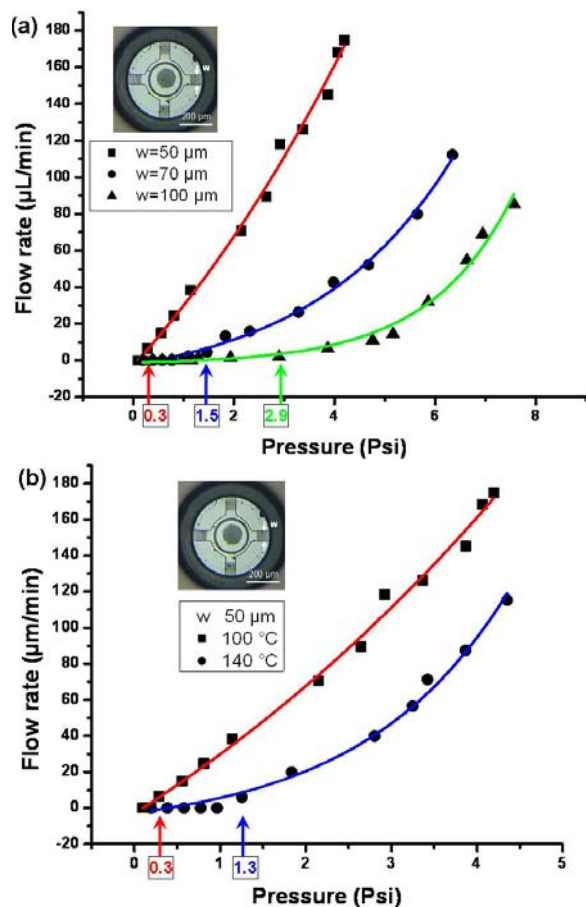 (a)
180
160
140
120
100
80
60
40
20
0
-20
Flow rate (µL/min)
w
200 µm
w=50 µm
w=70 µm
w=100 µm
0 2 4 6 8
0.3 1.5 2.9
Pressure (Psi)
(b)
180
160
140
120
100
80
60
40
20
0
-20
Flow rate (µm/min)
w
200 µm
w 50 µm
100 °C
140 °C
0 1 2 3 4 5
0.3 1.3
Pressure (Psi)